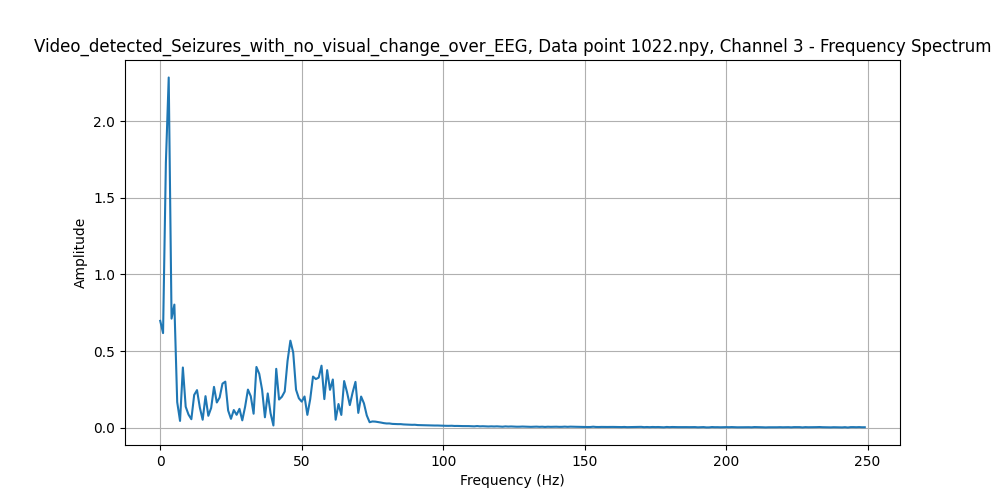 Video_detected_Seizures_with_no_visual_change_over_EEG, Data point 1022.npy, Channel 3 - Frequency Spectrum
2.0
1.5
1.0
0.5
0.0
Amplitude
0 50 100 150 200 250
Frequency (Hz)